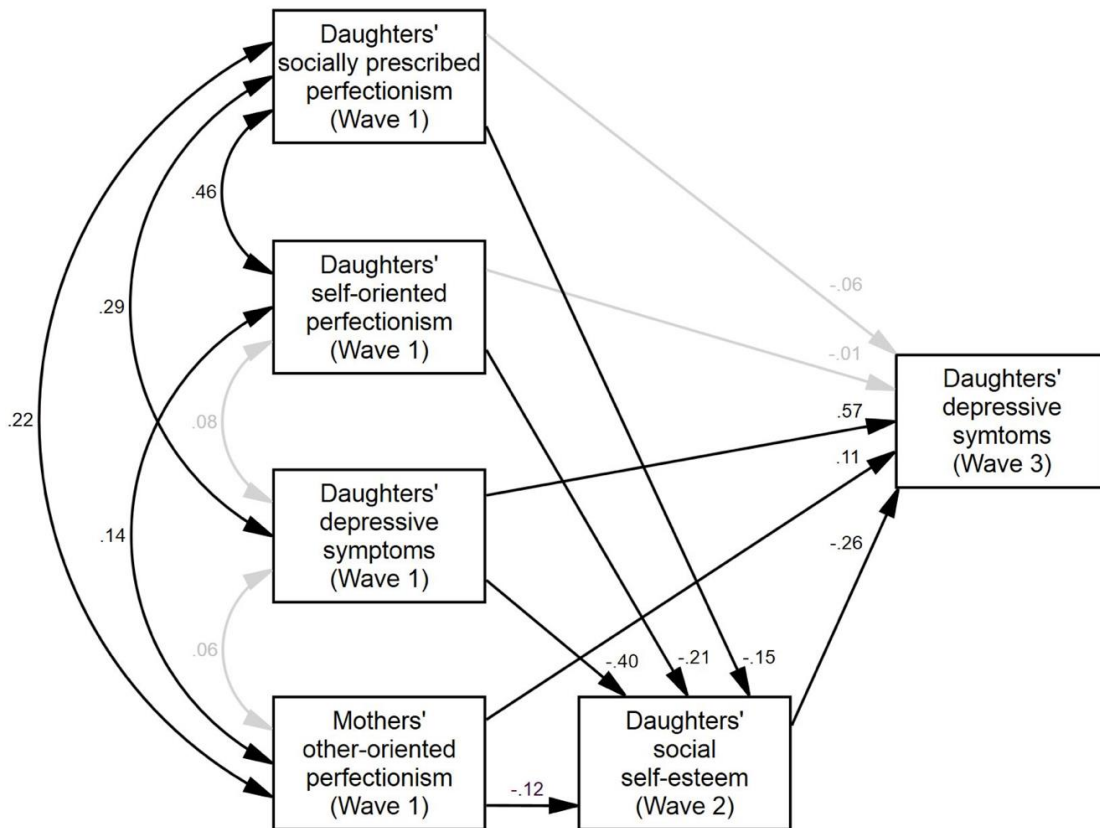 Daughters'
socially prescribed
perfectionism
(Wave 1)
.46
Daughters'
self-oriented
perfectionism
(Wave 1)
-.06
.29
-.01
Daughters'
depressive
symtoms
(Wave 3)
.57
.11
.22
.08
Daughters'
depressive
symptoms
(Wave 1)
.14
-.26
.06
-.40
-.21
-.15
Mothers'
other-oriented
perfectionism
(Wave 1)
-.12
Daughters'
social
self-esteem
(Wave 2)